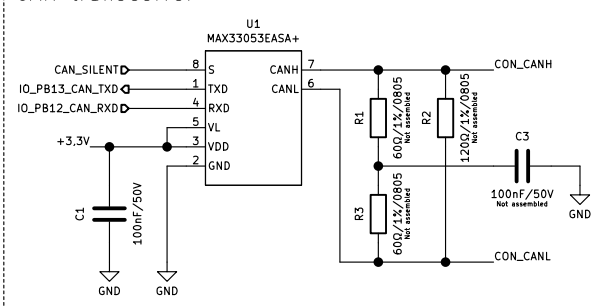 U1
MAX33053EASA+
CAN_SILENT
8
S
CANH
7
CON_CANH
IO_PB13_CAN_TXD
1
TXD
CANL
6
IO_PB12_CAN_RXD
4
RXD
5
VL
+3,3V
3
VDD
2
GND
R1
60Ω/1%/0805
Not assembled
R2
120Ω/1%/0805
Not assembled
C3
100nF/50V
Not assembled
GND
C1
100nF/50V
R3
60Ω/1%/0805
Not assembled
CON_CANL
GND
GND